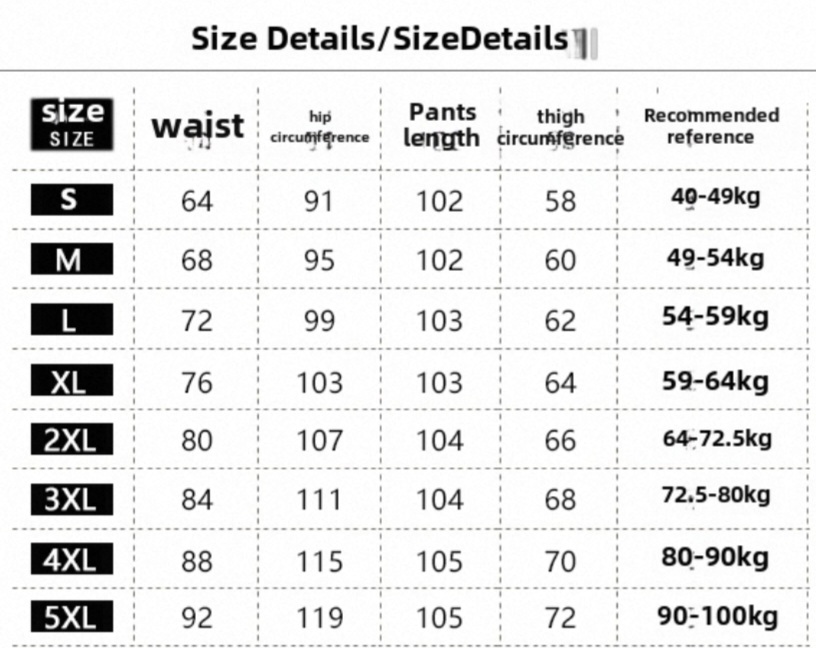 Size Details/SizeDetails
size
SIZE
waist
hip
circumference
Pants
length
thigh
circumference
Recommended
reference
S 64 91 102 58 40-49kg
M 68 95 102 60 49-54kg
L 72 99 103 62 54-59kg
XL 76 103 103 64 59-64kg
2XL 80 107 104 66 64-72.5kg
3XL 84 111 104 68 72.5-80kg
4XL 88 115 105 70 80-90kg
5XL 92 119 105 72 90-100kg